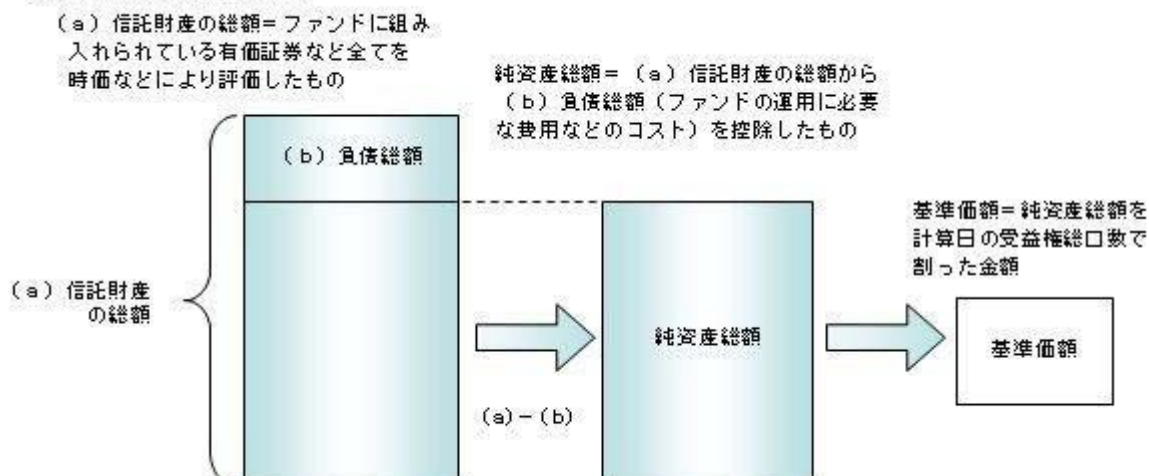 (a)信託財産の総額=ファンドに組み
入れられている有価証券など全てを
時価などにより評価したもの
純資産総額=(a)信託財産の総額から
(b)負債総額(ファンドの運用に必要
な費用などのコスト)を控除したもの
(b)負債総額
基準価額=純資産総額を
計算日の受益権総口数で
割った金額
(a)信託財産
の総額
純資産総額
基準価額
(a)-(b)